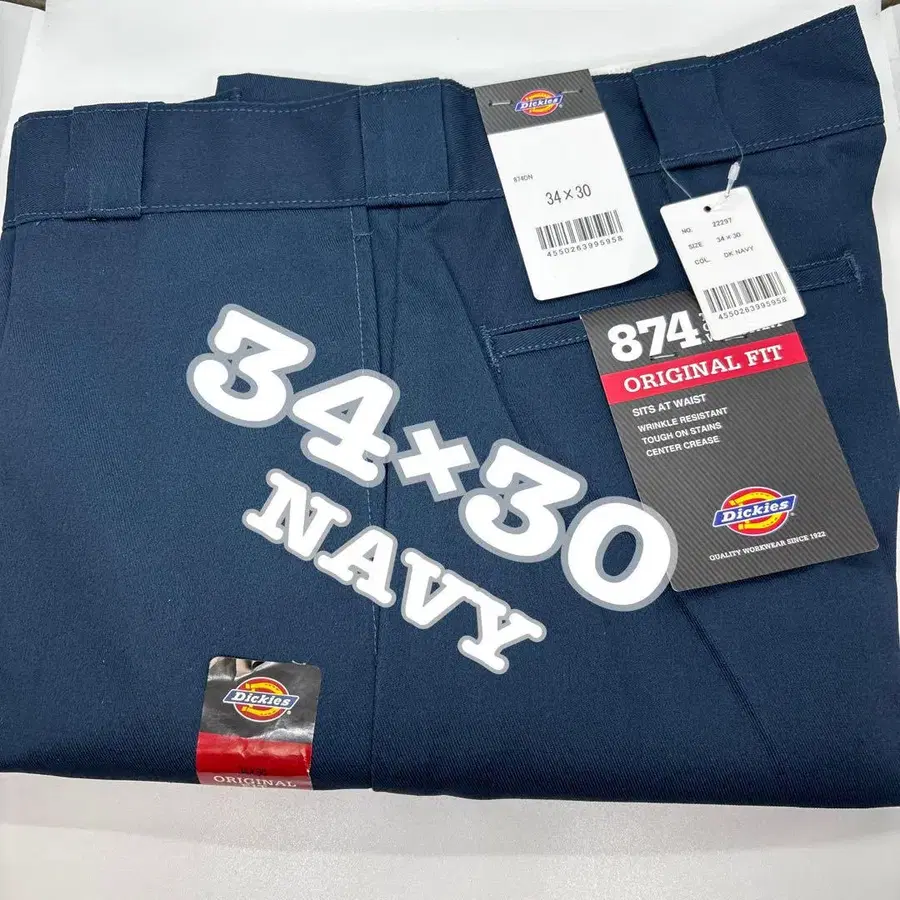 Dickies
874DN
34×30
4550263995958
NO. 22297
SIZE 34×30
COL. DK NAVY
4550263995958
874
ORIGINAL FIT
SITS AT WAIST
WRINKLE RESISTANT
TOUGH ON STAINS
CENTER CREASE
Dickies
QUALITY WORKWEAR SINCE 1922
34×30
NAVY
Dickies
ORIGINAL